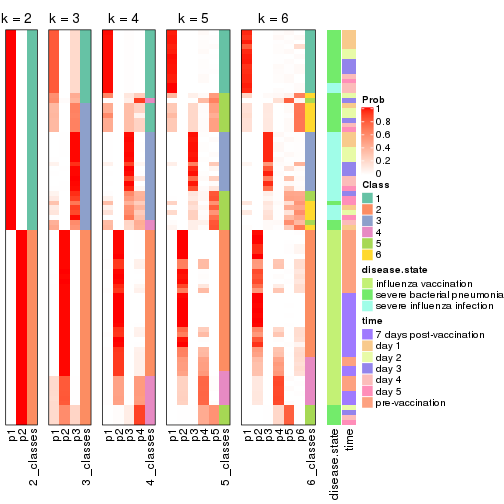 k = 2
k = 3
k = 4
k = 5
k = 6
Prob
1
0.8
0.6
0.4
0.2
0
Class
1
2
3
4
5
6
disease.state
influenza vaccination
severe bacterial pneumonia
severe influenza infection
time
7 days post-vaccination
day 1
day 2
day 3
day 4
day 5
pre-vaccination
p1
p2
2_classes
p1
p2
p3
3_classes
p1
p2
p3
p4
4_classes
p1
p2
p3
p4
p5
5_classes
p1
p2
p3
p4
p5
p6
6_classes
disease.state
time